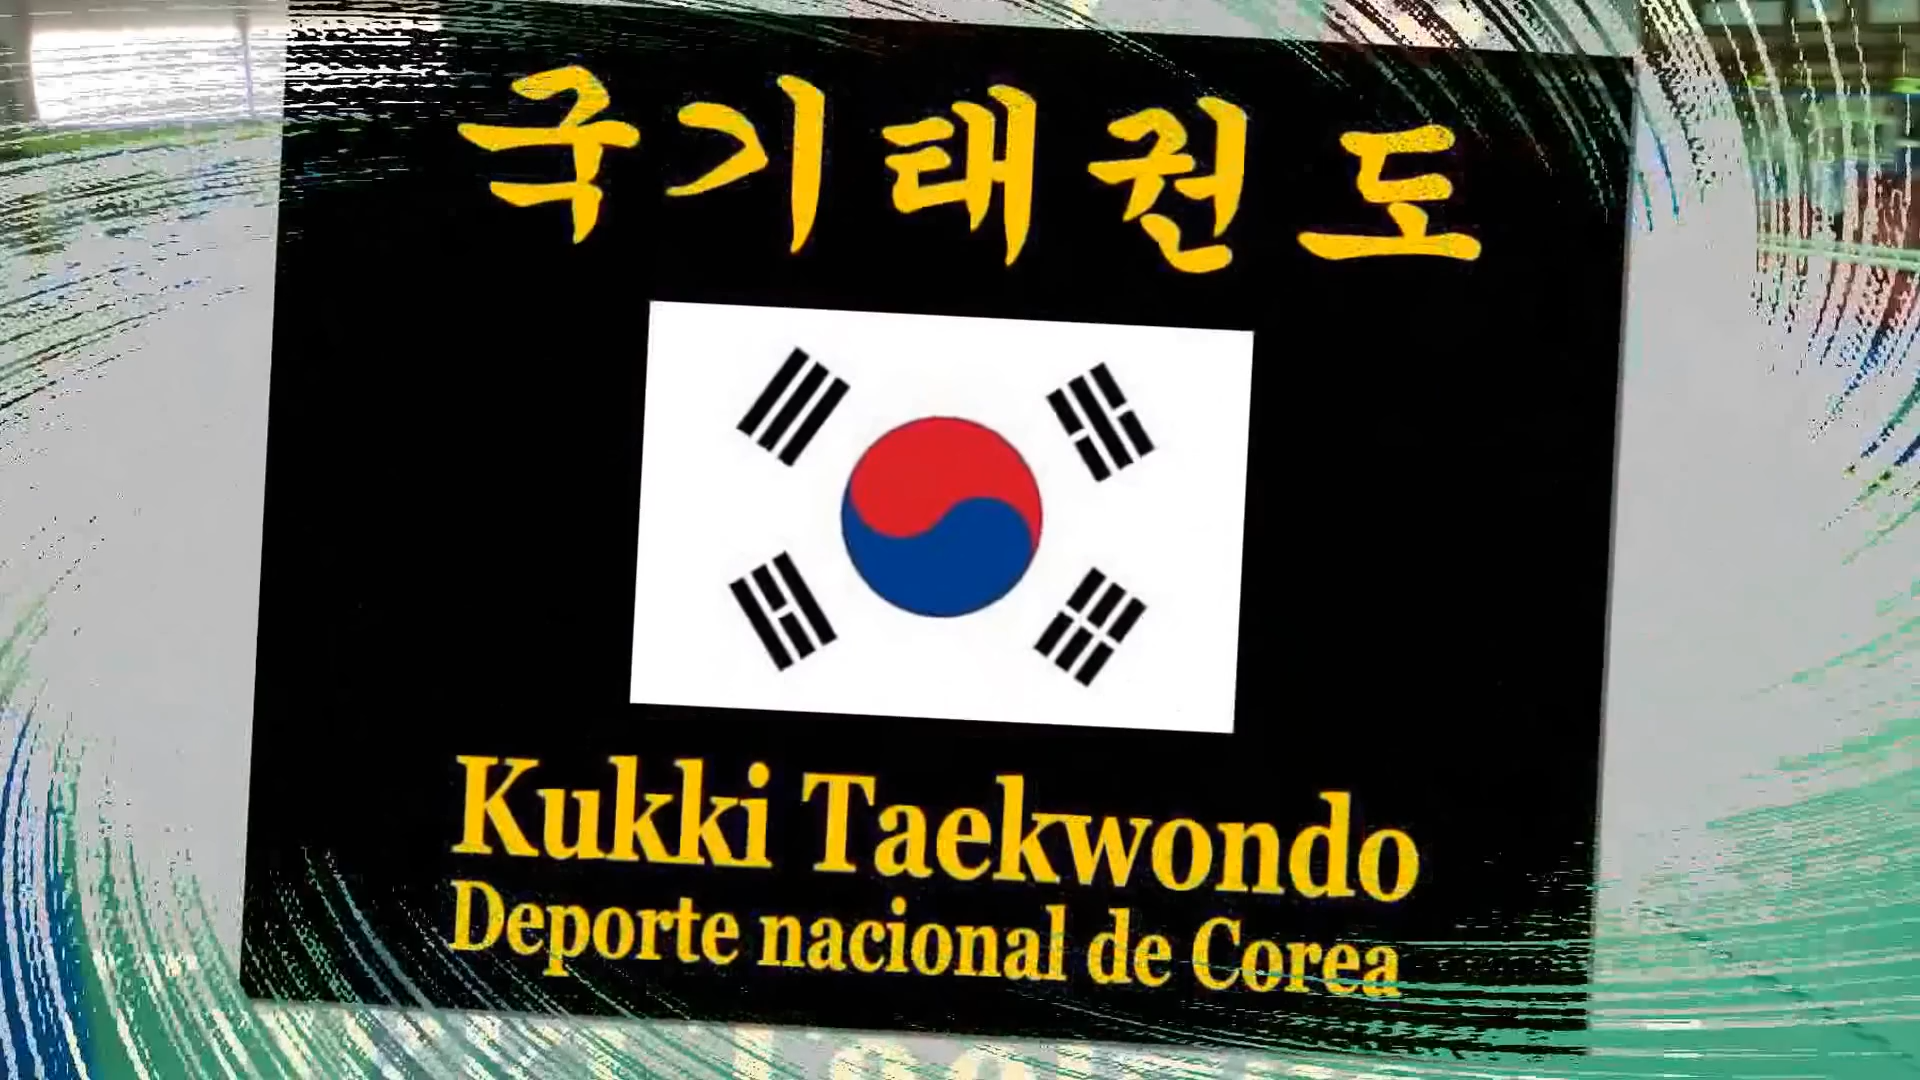 국기태권도
Kukki Taekwondo
Deporte nacional de Corea